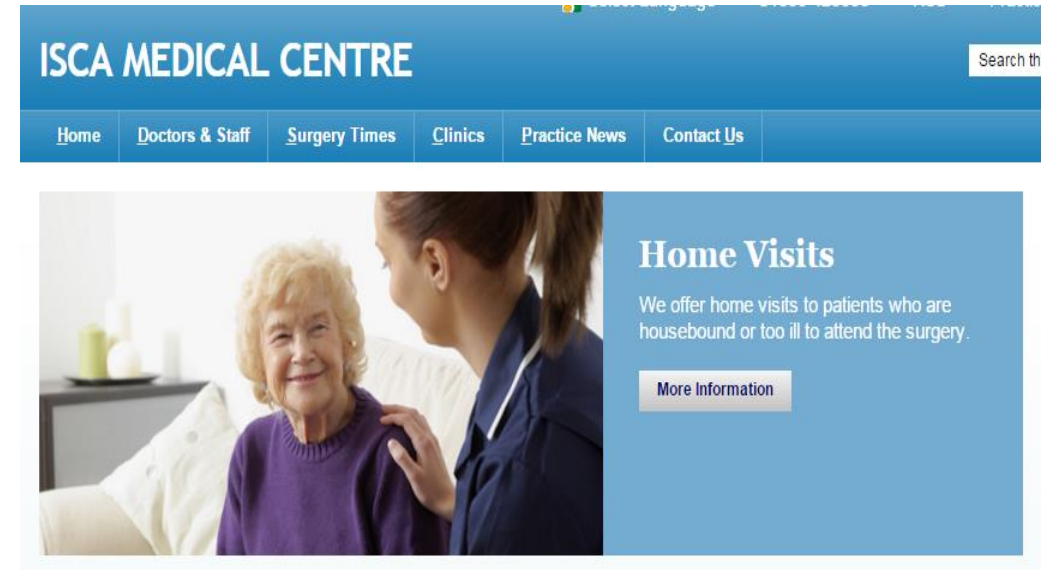 ISCA MEDICAL CENTRE
Search th
Home Doctors & Staff Surgery Times Clinics Practice News Contact Us
Home Visits
We offer home visits to patients who are
housebound or too ill to attend the surgery.
More Information